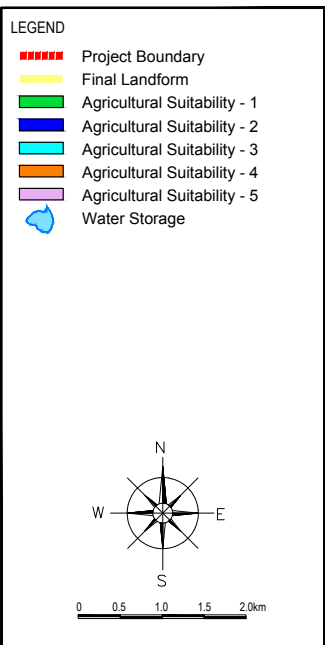 LEGEND
Project Boundary
Final Landform
Agricultural Suitability - 1
Agricultural Suitability - 2
Agricultural Suitability - 3
Agricultural Suitability - 4
Agricultural Suitability - 5
Water Storage
N
W E
S
0 0.5 1.0 1.5 2.0km